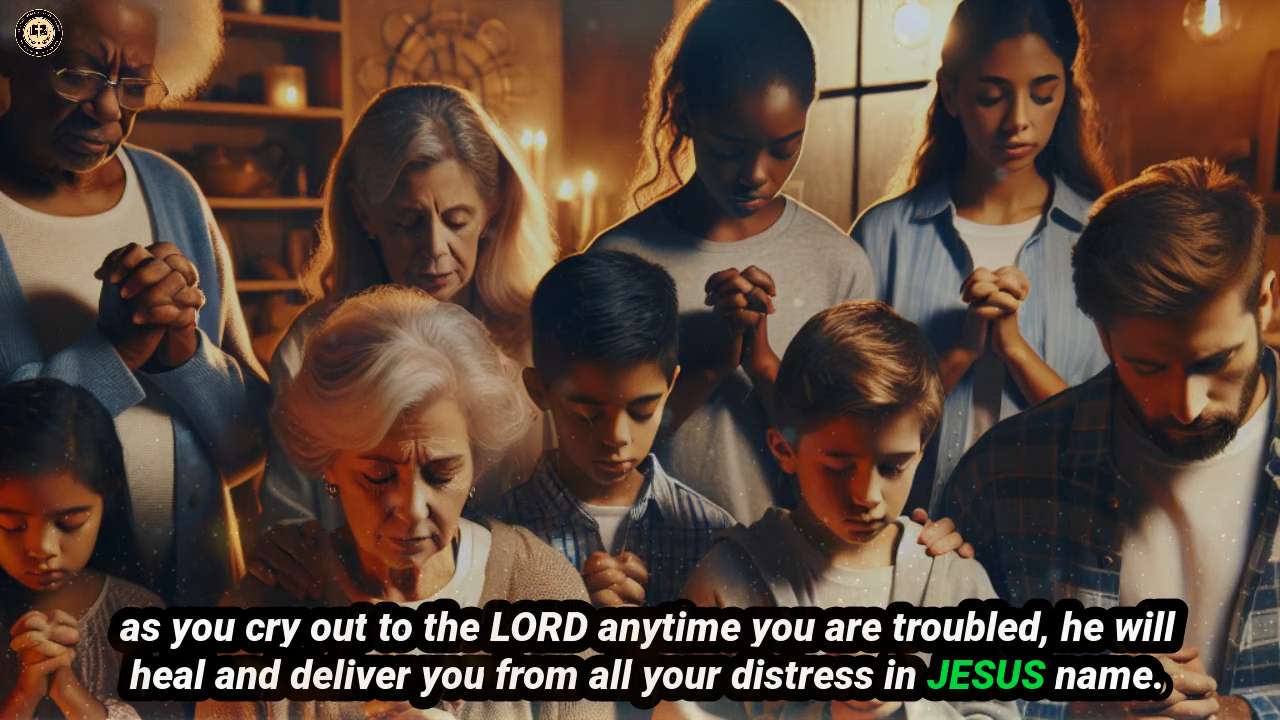 as you cry out to the LORD anytime you are troubled, he will
heal and deliver you from all your distress in JESUS name.